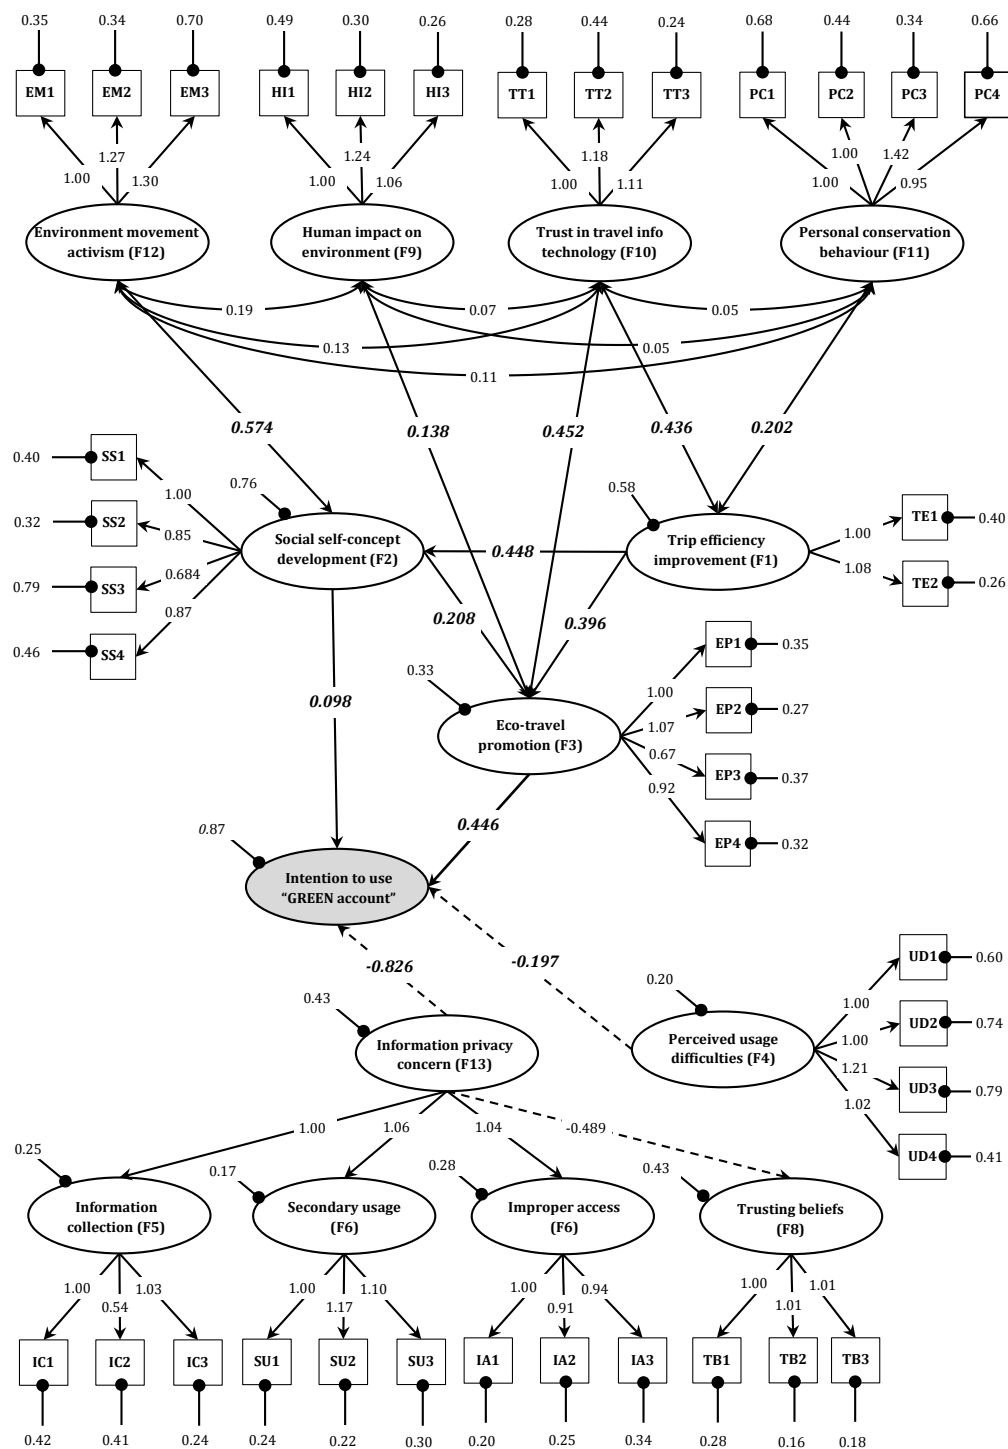 0.35 0.34 0.70 0.49 0.30 0.26 0.28 0.44 0.24 0.68 0.44 0.34 0.66
EM1 EM2 EM3 HI1 HI2 HI3 TT1 TT2 TT3 PC1 PC2 PC3 PC4
1.27 1.24 1.18 1.00 1.42
1.00 1.30 1.00 1.06 1.00 1.11 1.00 0.95
Environment movement
activism (F12)
Human impact on
environment (F9)
Trust in travel info
technology (F10)
Personal conservation
behaviour (F11)
0.19 0.07 0.05
0.13 0.05
0.11
0.574 0.138 0.452 0.436 0.202
0.40 SS1
1.00
0.32 SS2
0.85
0.79 SS3
0.684
0.87
0.46 SS4
0.76
Social self-concept
development (F2)
0.448
0.58
Trip efficiency
improvement (F1)
1.00 TE1 0.40
1.08 TE2 0.26
0.208 0.396
0.098
0.33
Eco-travel
promotion (F3)
EP1 0.35
1.00
EP2 0.27
1.07
0.67
EP3 0.37
0.92
EP4 0.32
0.446
0.87
Intention to use
“GREEN account”
-0.826 -0.197
0.43
Information privacy
concern (F13)
0.20
Perceived usage
difficulties (F4)
UD1 0.60
1.00
UD2 0.74
1.00
1.21
UD3 0.79
1.02
UD4 0.41
1.00 1.06 1.04 -0.489
0.25 0.17 0.28 0.43
Information
collection (F5)
Secondary usage
(F6)
Improper access
(F6)
Trusting beliefs
(F8)
1.00 0.54 1.03 1.00 1.17 1.10 1.00 0.91 0.94 1.00 1.01 1.01
IC1 IC2 IC3 SU1 SU2 SU3 IA1 IA2 IA3 TB1 TB2 TB3
0.42 0.41 0.24 0.24 0.22 0.30 0.20 0.25 0.34 0.28 0.16 0.18